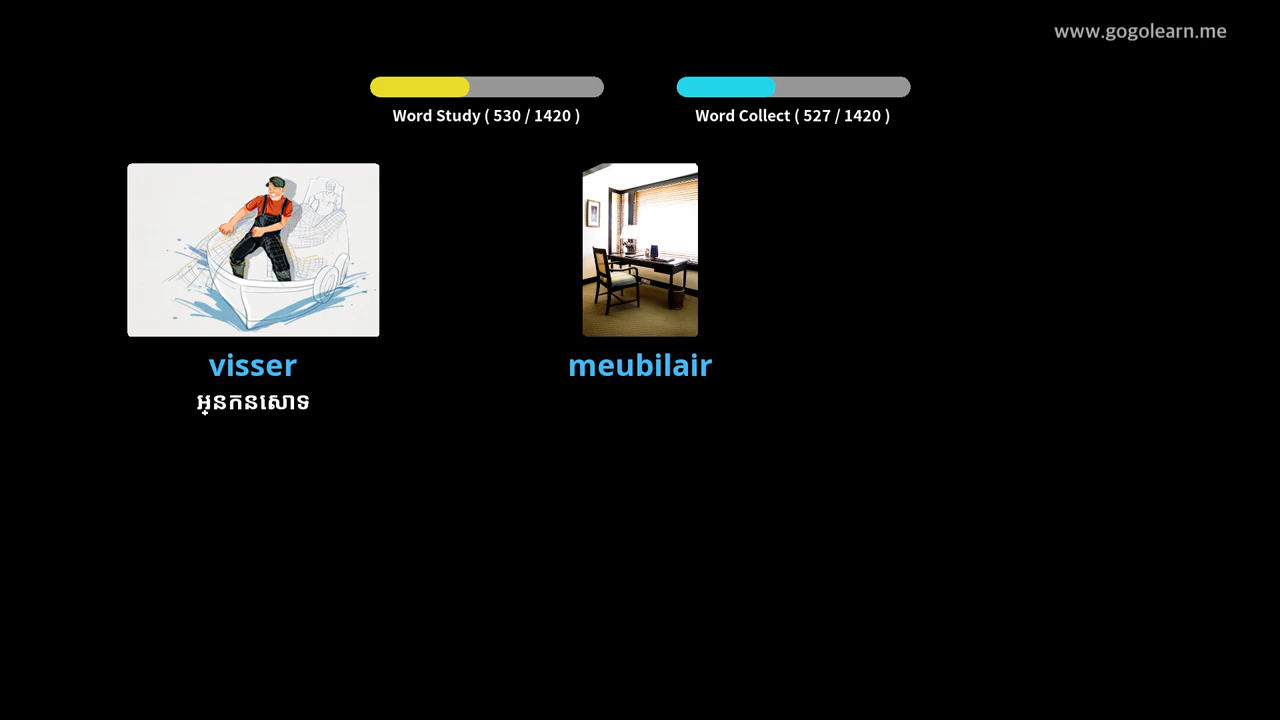 www.gogolearn.me
Word Study ( 530 / 1420 )
Word Collect ( 527 / 1420 )
visser
meubilair
អ្នកនេសាទ